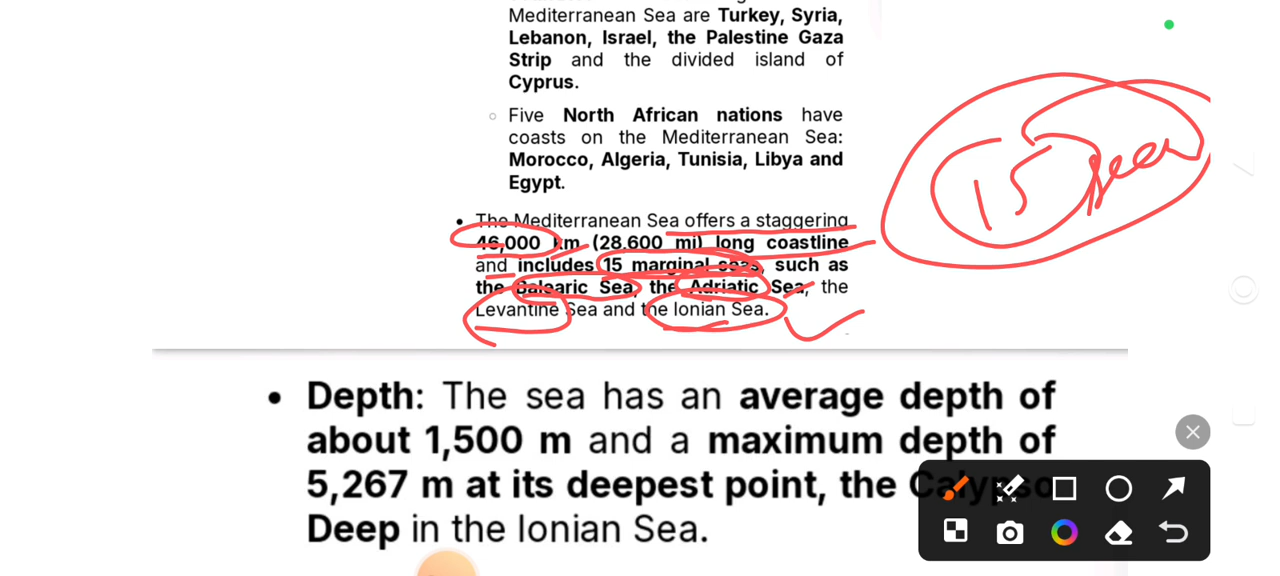 Mediterranean Sea are Turkey, Syria,
Lebanon, Israel, the Palestine Gaza
Strip and the divided island of
Cyprus.
Five North African nations have
coasts on the Mediterranean Sea:
Morocco, Algeria, Tunisia, Libya and
Egypt.
The Mediterranean Sea offers a staggering
46,000 km (28,600 mi) long coastline
and includes 15 marginal seas, such as
the Balearic Sea, the Adriatic Sea, the
Levantine Sea and the Ionian Sea.
15
Depth: The sea has an average depth of
about 1,500 m and a maximum depth of
5,267 m at its deepest point, the Calypso
Deep in the Ionian Sea.